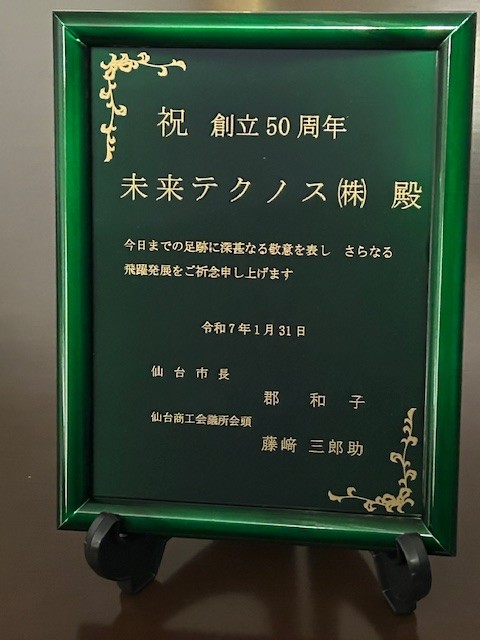 祝 創立50周年
未来テクノス㈱ 殿
今日までの足跡に深甚なる敬意を表し さらなる
飛躍発展をご祈念申し上げます
令和7年1月31日
仙台市長
郡 和子
仙台商工会議所会頭
藤﨑 三郎助